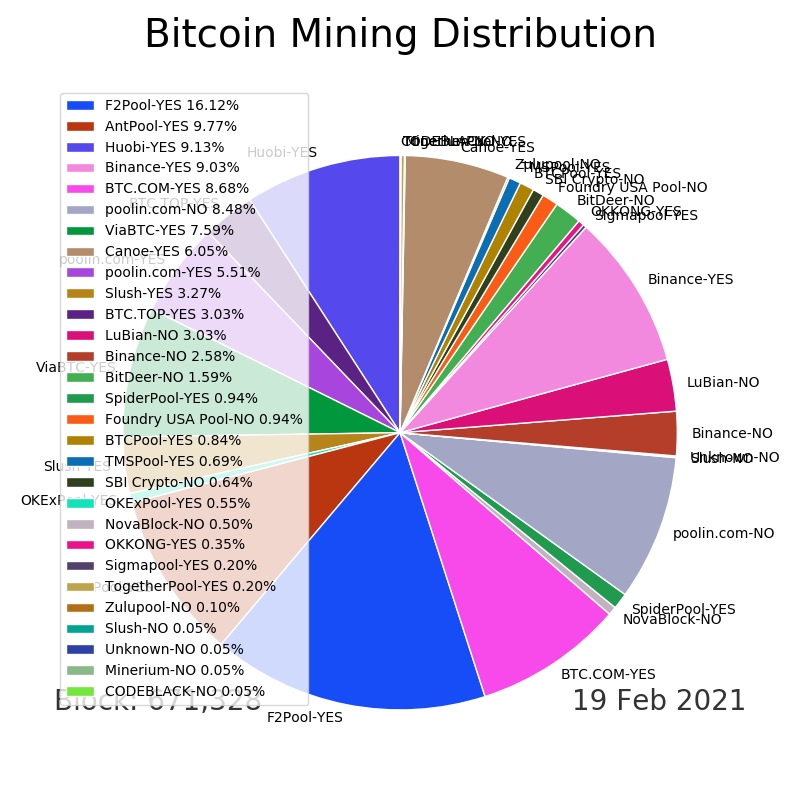 Bitcoin Mining Distribution
F2Pool-YES 16.12%
AntPool-YES 9.77%
Huobi-YES 9.13%
Binance-YES 9.03%
BTC.COM-YES 8.68%
poolin.com-NO 8.48%
ViaBTC-YES 7.59%
Canoe-YES 6.05%
poolin.com-YES 5.51%
Slush-YES 3.27%
BTC.TOP-YES 3.03%
LuBian-NO 3.03%
Binance-NO 2.58%
BitDeer-NO 1.59%
SpiderPool-YES 0.94%
Foundry USA Pool-NO 0.94%
BTCPool-YES 0.84%
TMSPool-YES 0.69%
SBI Crypto-NO 0.64%
OKExPool-YES 0.55%
NovaBlock-NO 0.50%
OKKONG-YES 0.35%
Sigmapool-YES 0.20%
TogetherPool-YES 0.20%
Zulupool-NO 0.10%
Slush-NO 0.05%
Unknown-NO 0.05%
Minerium-NO 0.05%
CODEBLACK-NO 0.05%
Canoe-YES
Zulupool-NO
TMSPool-YES
BTCPool-YES
SBI Crypto-NO
Foundry USA Pool-NO
BitDeer-NO
OKKONG-YES
Sigmapool-YES
Binance-YES
LuBian-NO
Binance-NO
Unknown-NO
Slush-NO
poolin.com-NO
SpiderPool-YES
NovaBlock-NO
BTC.COM-YES
F2Pool-YES
OKExPool-YES
Slush-YES
ViaBTC-YES
poolin.com-YES
BTC.TOP-YES
Huobi-YES
Block: 671,328
19 Feb 2021